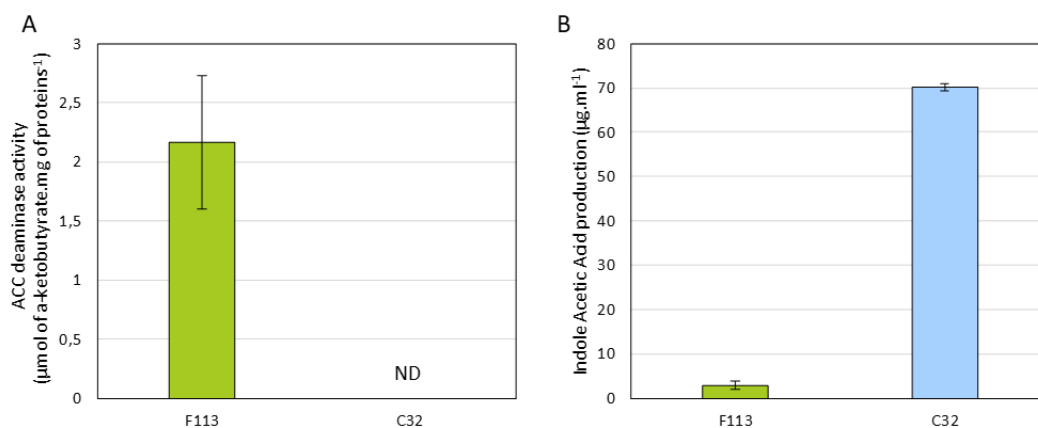 A
ACC deaminase activity
(µmol of a-ketobutyrate.mg of proteins⁻¹)
3
2,5
2
1,5
1
0,5
0
ND
F113
C32
B
Indole Acetic Acid production (µg.ml⁻¹)
80
70
60
50
40
30
20
10
0
F113
C32